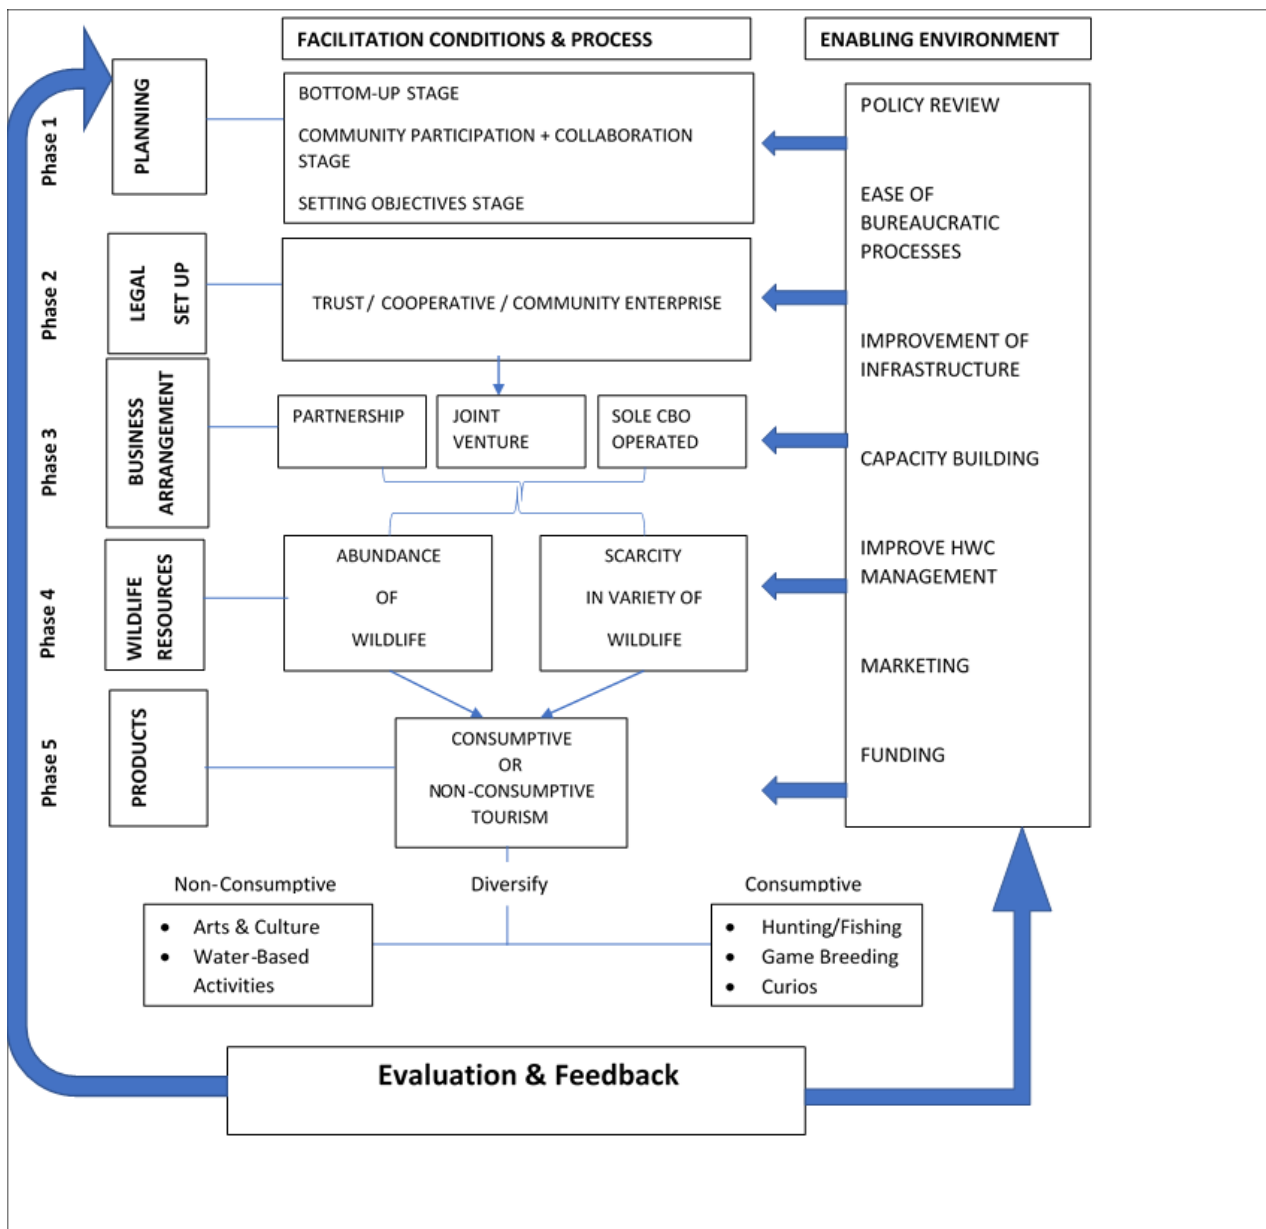 FACILITATION CONDITIONS & PROCESS
ENABLING ENVIRONMENT
Phase 1
PLANNING
BOTTOM-UP STAGE
COMMUNITY PARTICIPATION + COLLABORATION
STAGE
SETTING OBJECTIVES STAGE
Phase 2
LEGAL
SET UP
TRUST / COOPERATIVE / COMMUNITY ENTERPRISE
Phase 3
BUSINESS
ARRANGEMENT
PARTNERSHIP
JOINT
VENTURE
SOLE CBO
OPERATED
Phase 4
WILDLIFE
RESOURCES
ABUNDANCE
OF
WILDLIFE
SCARCITY
IN VARIETY OF
WILDLIFE
Phase 5
PRODUCTS
CONSUMPTIVE
OR
NON-CONSUMPTIVE
TOURISM
POLICY REVIEW
EASE OF
BUREAUCRATIC
PROCESSES
IMPROVEMENT OF
INFRASTRUCTURE
CAPACITY BUILDING
IMPROVE HWC
MANAGEMENT
MARKETING
FUNDING
Non-Consumptive
Diversify
Consumptive
• Arts & Culture
• Water-Based
Activities
• Hunting/Fishing
• Game Breeding
• Curios
Evaluation & Feedback